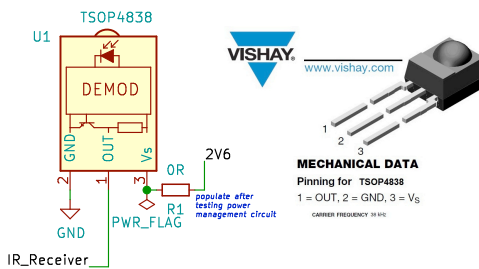 TSOP4838
U1
DEMOD
GND
OUT
Vs
2
1
3
GND
PWR_FLAG
0R
R1
2V6
populate after
testing power
management circuit
IR_Receiver
VISHAY®
www.vishay.com
1
2
3
MECHANICAL DATA
Pinning for TSOP4838
1 = OUT, 2 = GND, 3 = VS
CARRIER FREQUENCY 38 kHz